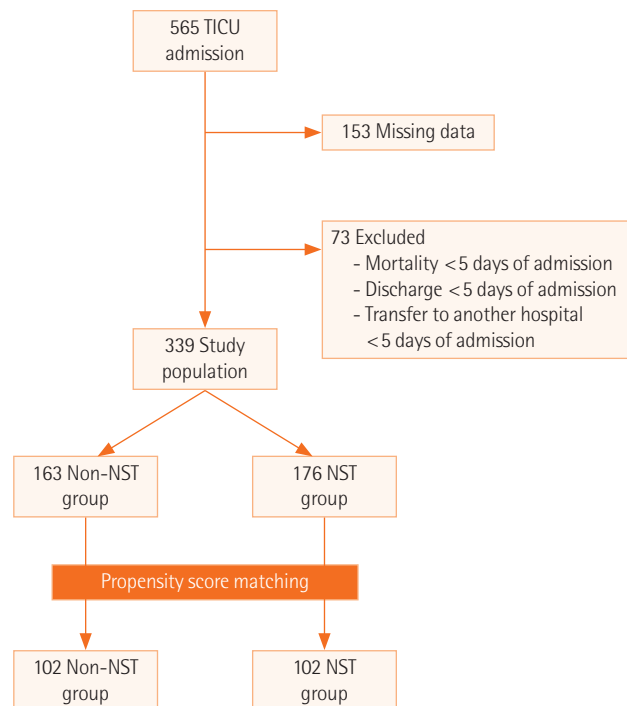 565 TICU
admission
153 Missing data
73 Excluded
- Mortality <5 days of admission
- Discharge <5 days of admission
- Transfer to another hospital
<5 days of admission
339 Study
population
163 Non-NST
group
176 NST
group
Propensity score matching
102 Non-NST
group
102 NST
group